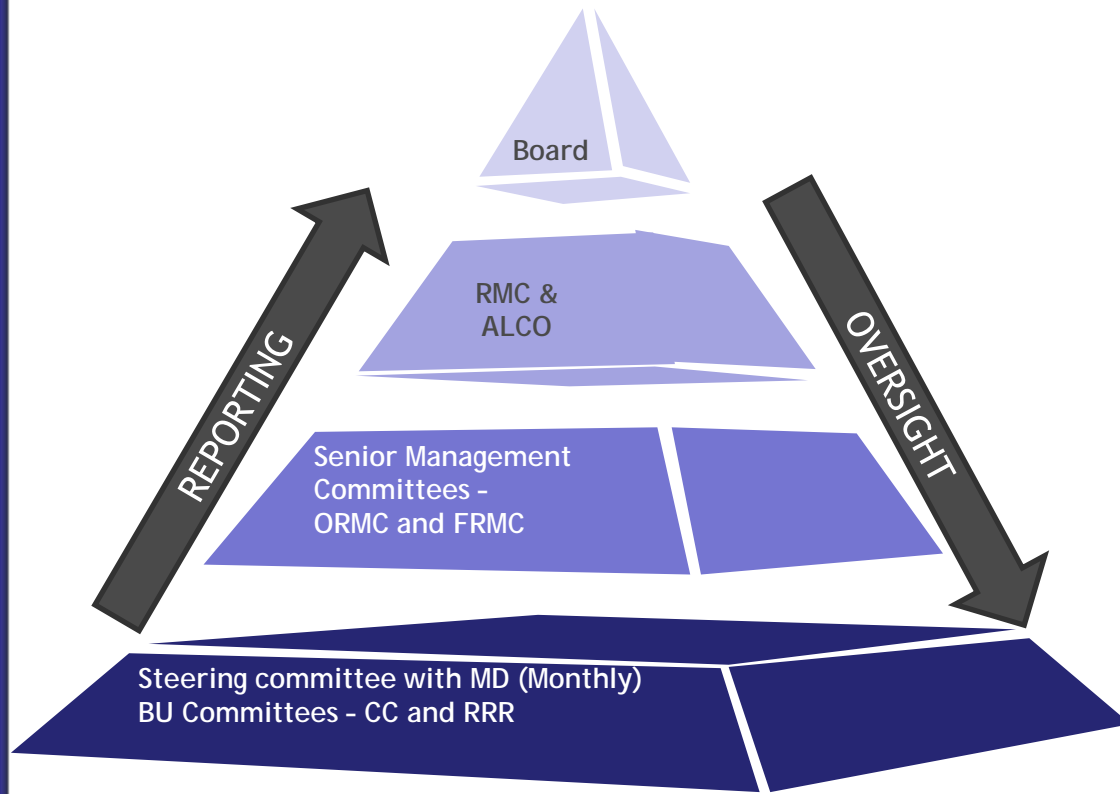 Board
RMC &
ALCO
REPORTING
OVERSIGHT
Senior Management
Committees -
ORMC and FRMC
Steering committee with MD (Monthly)
BU Committees - CC and RRR